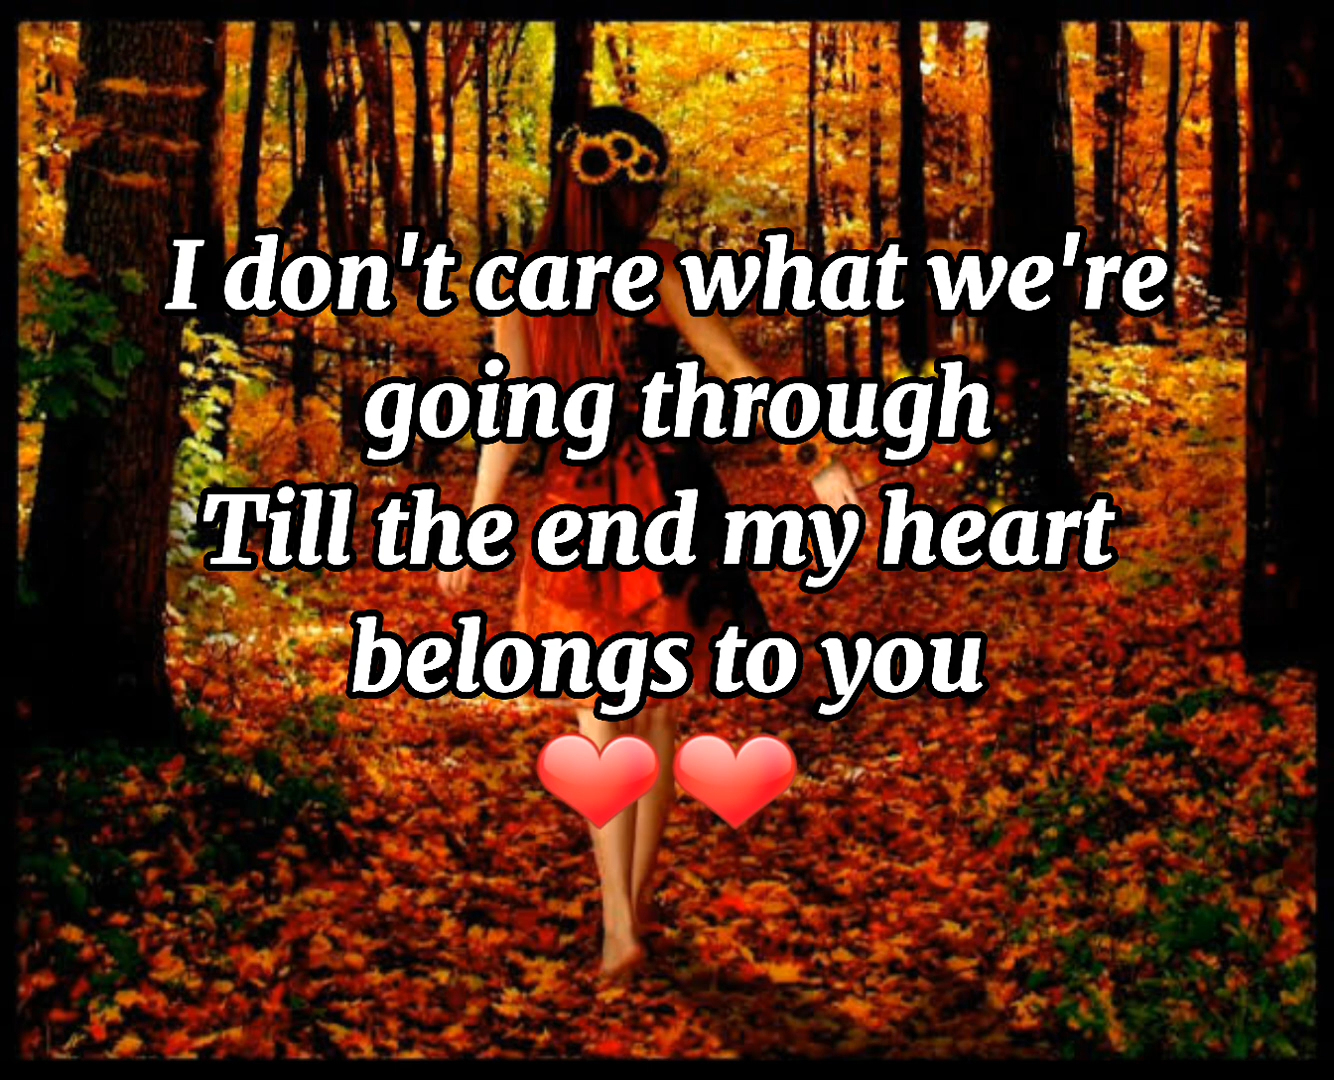 I don't care what we're
going through
Till the end my heart
belongs to you
❤️❤️